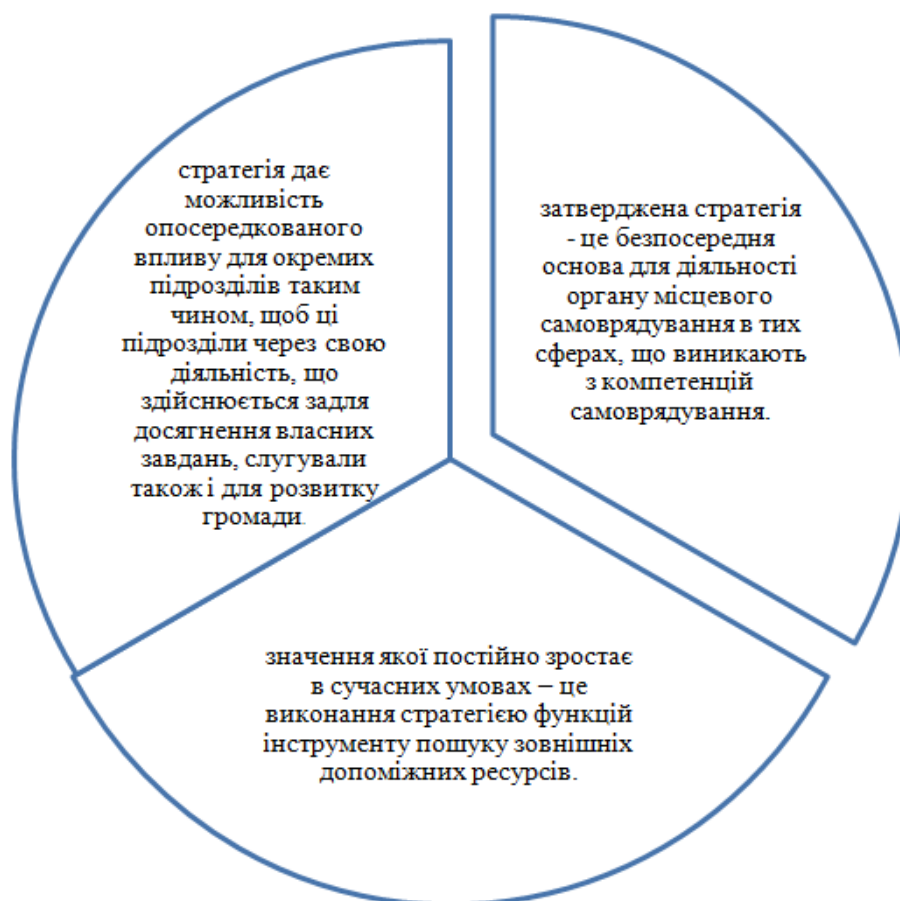 стратегія дає
можливість
опосередкованого
впливу для окремих
підрозділів таким
чином, щоб ці
підрозділи через свою
діяльність, що
здійснюється задля
досягнення власних
завдань, слугували
також і для розвитку
громади.
затверджена стратегія
- це безпосередня
основа для діяльності
органу місцевого
самоврядування в тих
сферах, що виникають
з компетенцій
самоврядування.
значення якої постійно зростає
в сучасних умовах – це
виконання стратегією функцій
інструменту пошуку зовнішніх
допоміжних ресурсів.